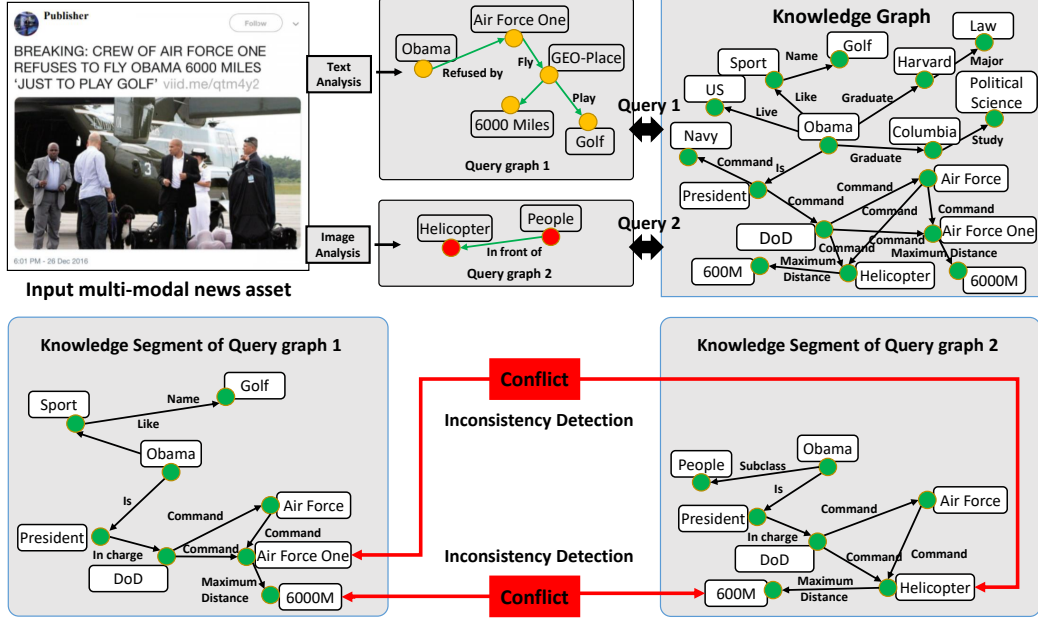 Publisher
Follow
BREAKING: CREW OF AIR FORCE ONE
REFUSES TO FLY OBAMA 6000 MILES
'JUST TO PLAY GOLF' viid.me/qtm4y2
3
6:01 PM - 26 Dec 2016
Input multi-modal news asset
Text
Analysis
Image
Analysis
Air Force One
Obama
Refused by
Fly
GEO-Place
Play
6000 Miles
Golf
Query graph 1
Helicopter
People
In front of
Query graph 2
Query 1
Query 2
Knowledge Graph
Law
Name
Golf
Major
Sport
Harvard
US
Like
Graduate
Political
Science
Live
Navy
Obama
Columbia
Graduate
Study
Command
Is
President
Command
Air Force
Command
Command
DoD
Command
Command
Air Force One
600M
Maximum
Distance
Helicopter
Maximum Distance
6000M
Knowledge Segment of Query graph 1
Golf
Name
Sport
Like
Obama
Is
Air Force
Command
President
In charge
Command
Command
Air Force One
DoD
Maximum
Distance
6000M
Conflict
Inconsistency Detection
Inconsistency Detection
Conflict
Knowledge Segment of Query graph 2
Obama
People
Subclass
Is
Air Force
Command
President
In charge
DoD
Command
Command
600M
Maximum
Distance
Helicopter